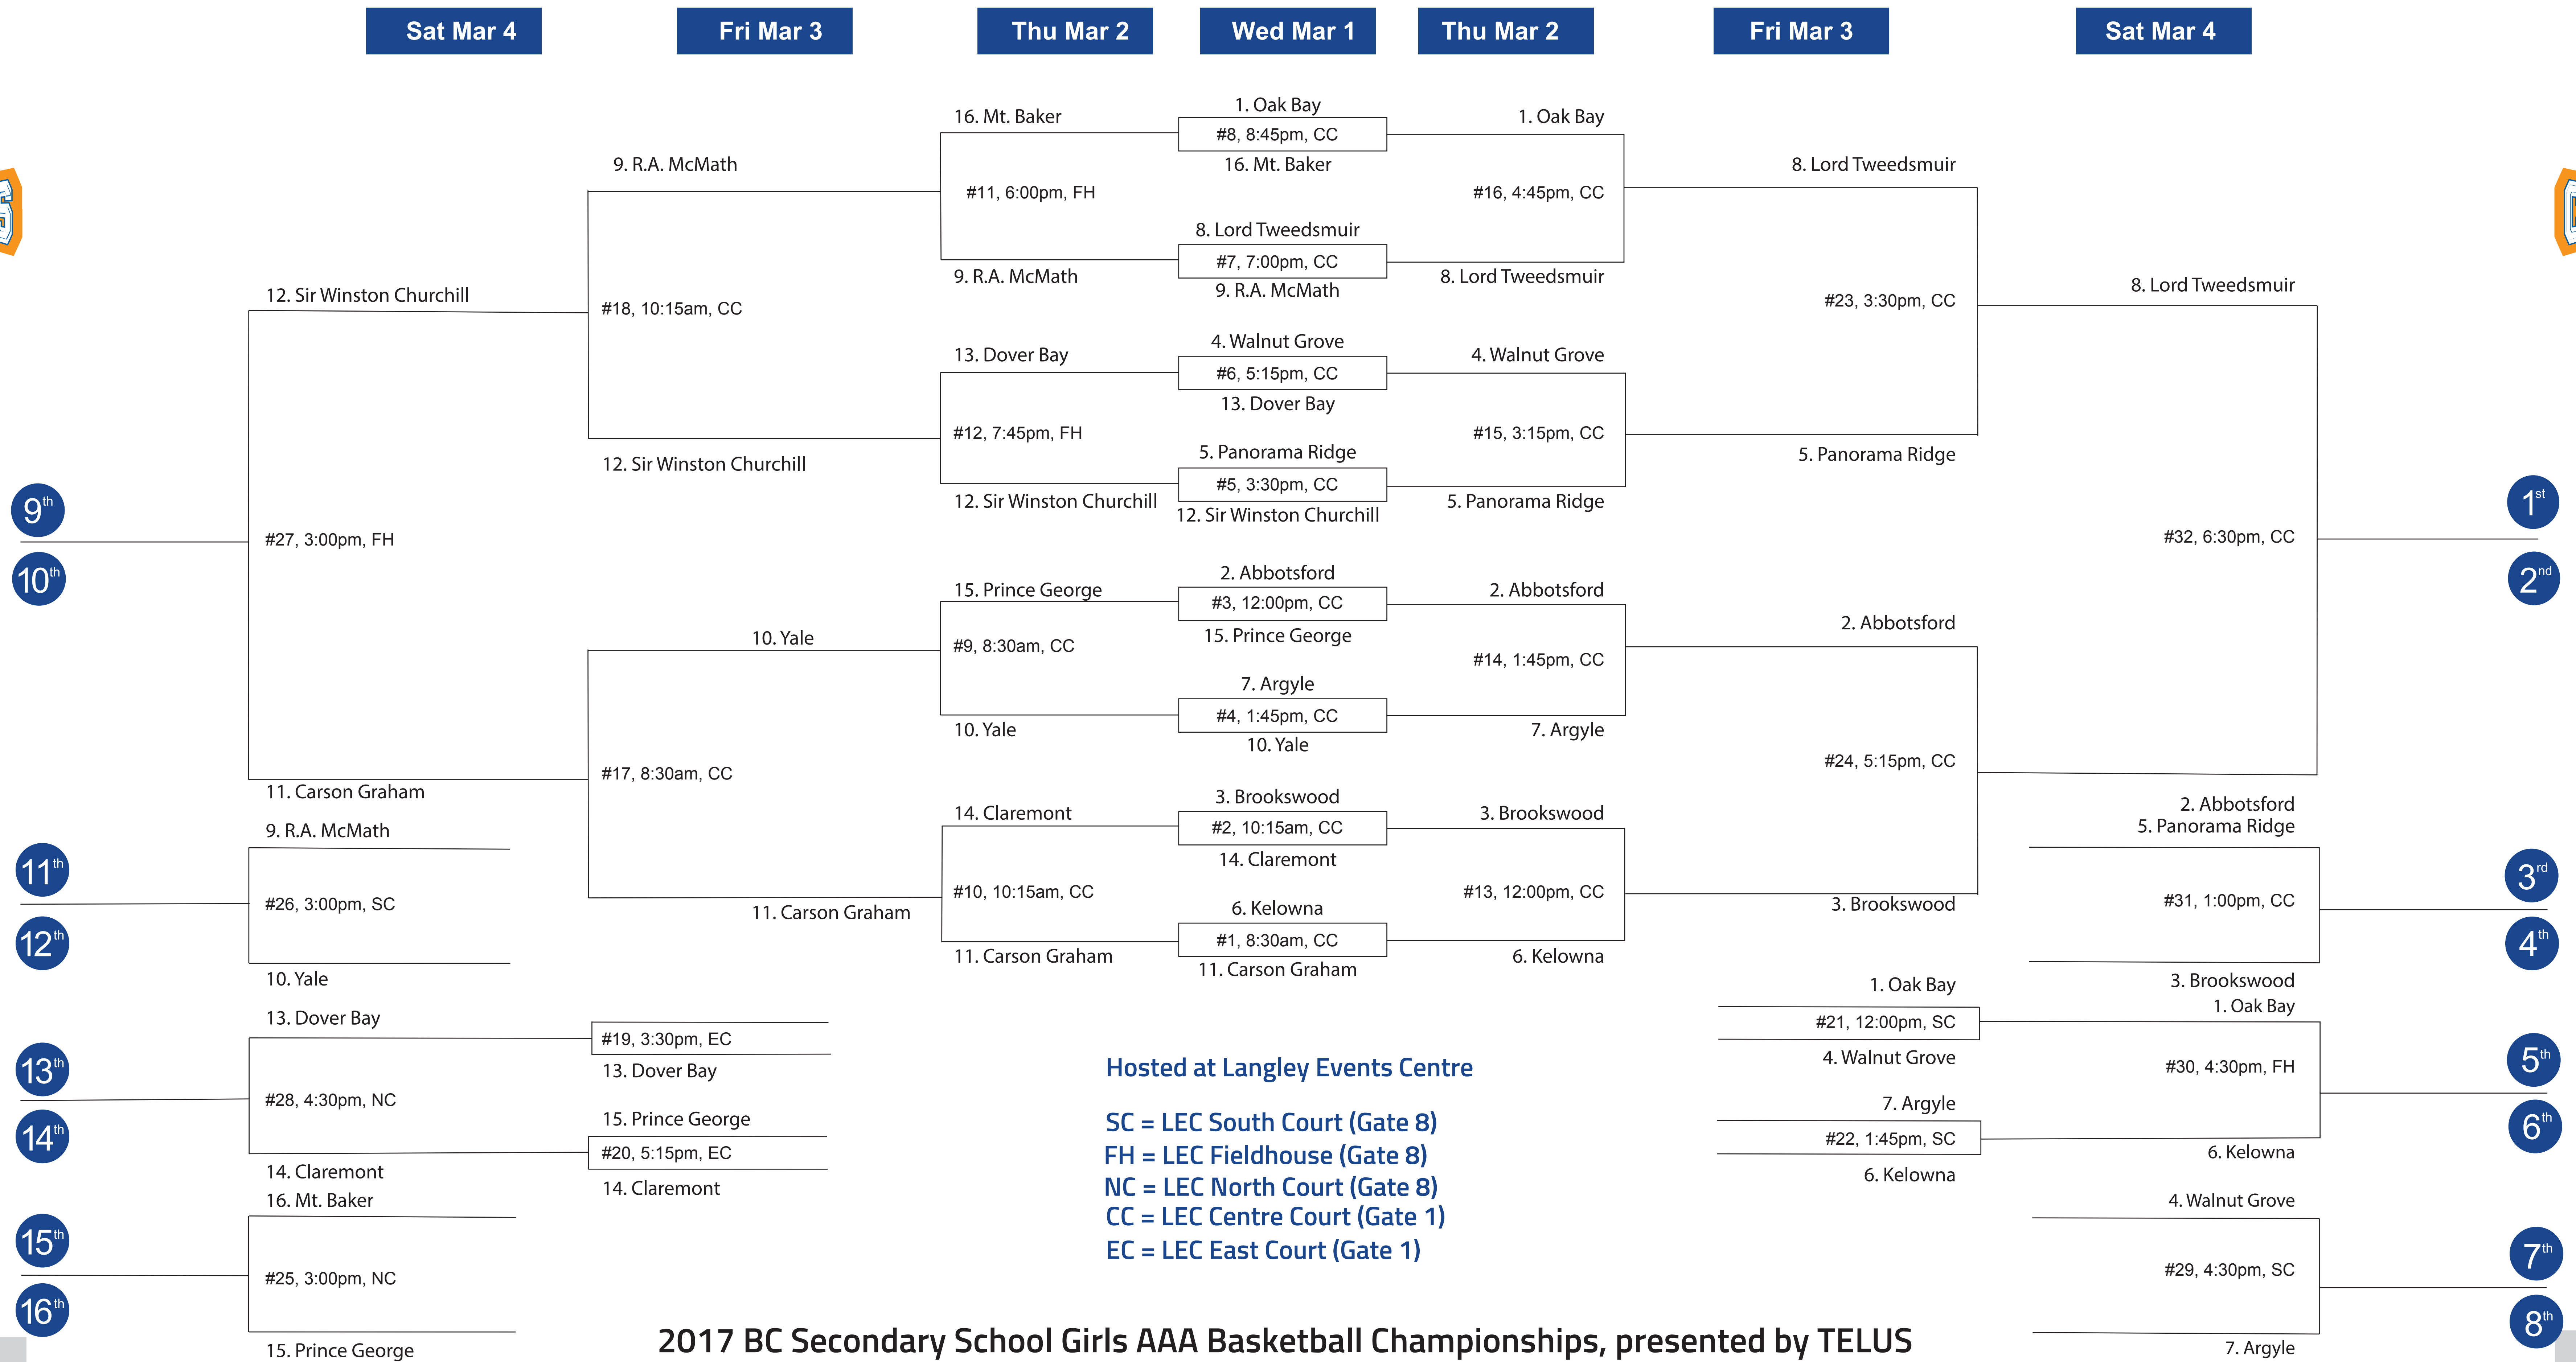 Sat Mar 4
Fri Mar 3
Thu Mar 2
Wed Mar 1
Thu Mar 2
Fri Mar 3
Sat Mar 4
12. Sir Winston Churchill
#27, 3:00pm, FH
11. Carson Graham
9th
10th
9. R.A. McMath
#26, 3:00pm, SC
10. Yale
11th
12th
13. Dover Bay
#28, 4:30pm, NC
14. Claremont
13th
14th
16. Mt. Baker
#25, 3:00pm, NC
15. Prince George
15th
16th
9. R.A. McMath
#18, 10:15am, CC
12. Sir Winston Churchill
10. Yale
#17, 8:30am, CC
11. Carson Graham
#19, 3:30pm, EC
13. Dover Bay
15. Prince George
#20, 5:15pm, EC
14. Claremont
16. Mt. Baker
#11, 6:00pm, FH
9. R.A. McMath
13. Dover Bay
#12, 7:45pm, FH
12. Sir Winston Churchill
15. Prince George
#9, 8:30am, CC
10. Yale
14. Claremont
#10, 10:15am, CC
11. Carson Graham
1. Oak Bay
#8, 8:45pm, CC
16. Mt. Baker
8. Lord Tweedsmuir
#7, 7:00pm, CC
9. R.A. McMath
4. Walnut Grove
#6, 5:15pm, CC
13. Dover Bay
5. Panorama Ridge
#5, 3:30pm, CC
12. Sir Winston Churchill
2. Abbotsford
#3, 12:00pm, CC
15. Prince George
7. Argyle
#4, 1:45pm, CC
10. Yale
3. Brookswood
#2, 10:15am, CC
14. Claremont
6. Kelowna
#1, 8:30am, CC
11. Carson Graham
1. Oak Bay
#16, 4:45pm, CC
8. Lord Tweedsmuir
4. Walnut Grove
#15, 3:15pm, CC
5. Panorama Ridge
2. Abbotsford
#14, 1:45pm, CC
7. Argyle
3. Brookswood
#13, 12:00pm, CC
6. Kelowna
8. Lord Tweedsmuir
#23, 3:30pm, CC
5. Panorama Ridge
2. Abbotsford
#24, 5:15pm, CC
3. Brookswood
1. Oak Bay
#21, 12:00pm, SC
4. Walnut Grove
7. Argyle
#22, 1:45pm, SC
6. Kelowna
8. Lord Tweedsmuir
#32, 6:30pm, CC
2. Abbotsford
1st
2nd
5. Panorama Ridge
#31, 1:00pm, CC
3. Brookswood
3rd
4th
1. Oak Bay
#30, 4:30pm, FH
6. Kelowna
5th
6th
4. Walnut Grove
#29, 4:30pm, SC
7. Argyle
7th
8th
Hosted at Langley Events Centre
SC = LEC South Court (Gate 8)
FH = LEC Fieldhouse (Gate 8)
NC = LEC North Court (Gate 8)
CC = LEC Centre Court (Gate 1)
EC = LEC East Court (Gate 1)
2017 BC Secondary School Girls AAA Basketball Championships, presented by TELUS